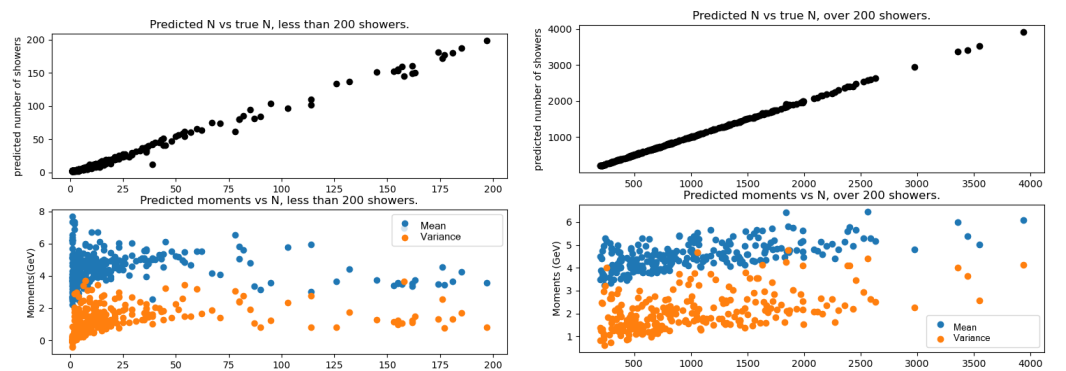 Predicted N vs true N, less than 200 showers.
predicted number of showers
200
150
100
50
0
0 25 50 75 100 125 150 175 200
Predicted moments vs N, less than 200 showers.
Moments(GeV)
8
6
4
2
0
Mean
Variance
0 25 50 75 100 125 150 175 200
Predicted N vs true N, over 200 showers.
predicted number of showers
4000
3000
2000
1000
500 1000 1500 2000 2500 3000 3500 4000
Predicted moments vs N, over 200 showers.
Moments (GeV)
6
5
4
3
2
1
Mean
Variance
500 1000 1500 2000 2500 3000 3500 4000